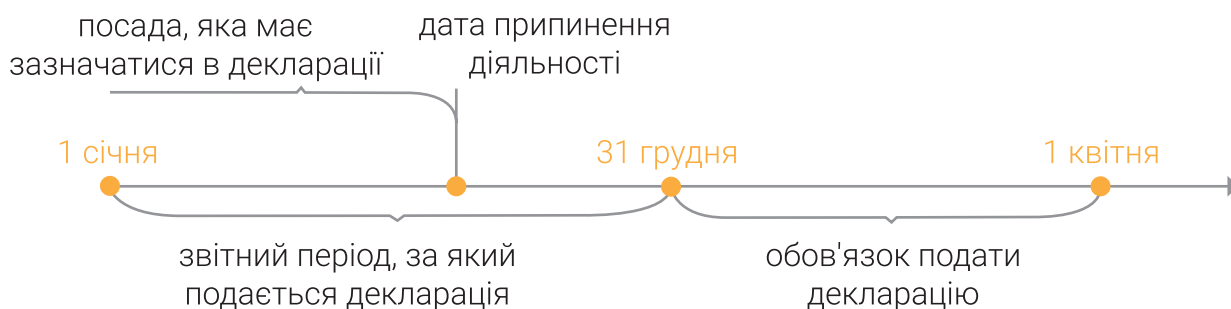 посада, яка має
зазначатися в декларації
дата припинення
діяльності
1 січня
31 грудня
1 квітня
звітний період, за який
подається декларація
обов'язок подати
декларацію